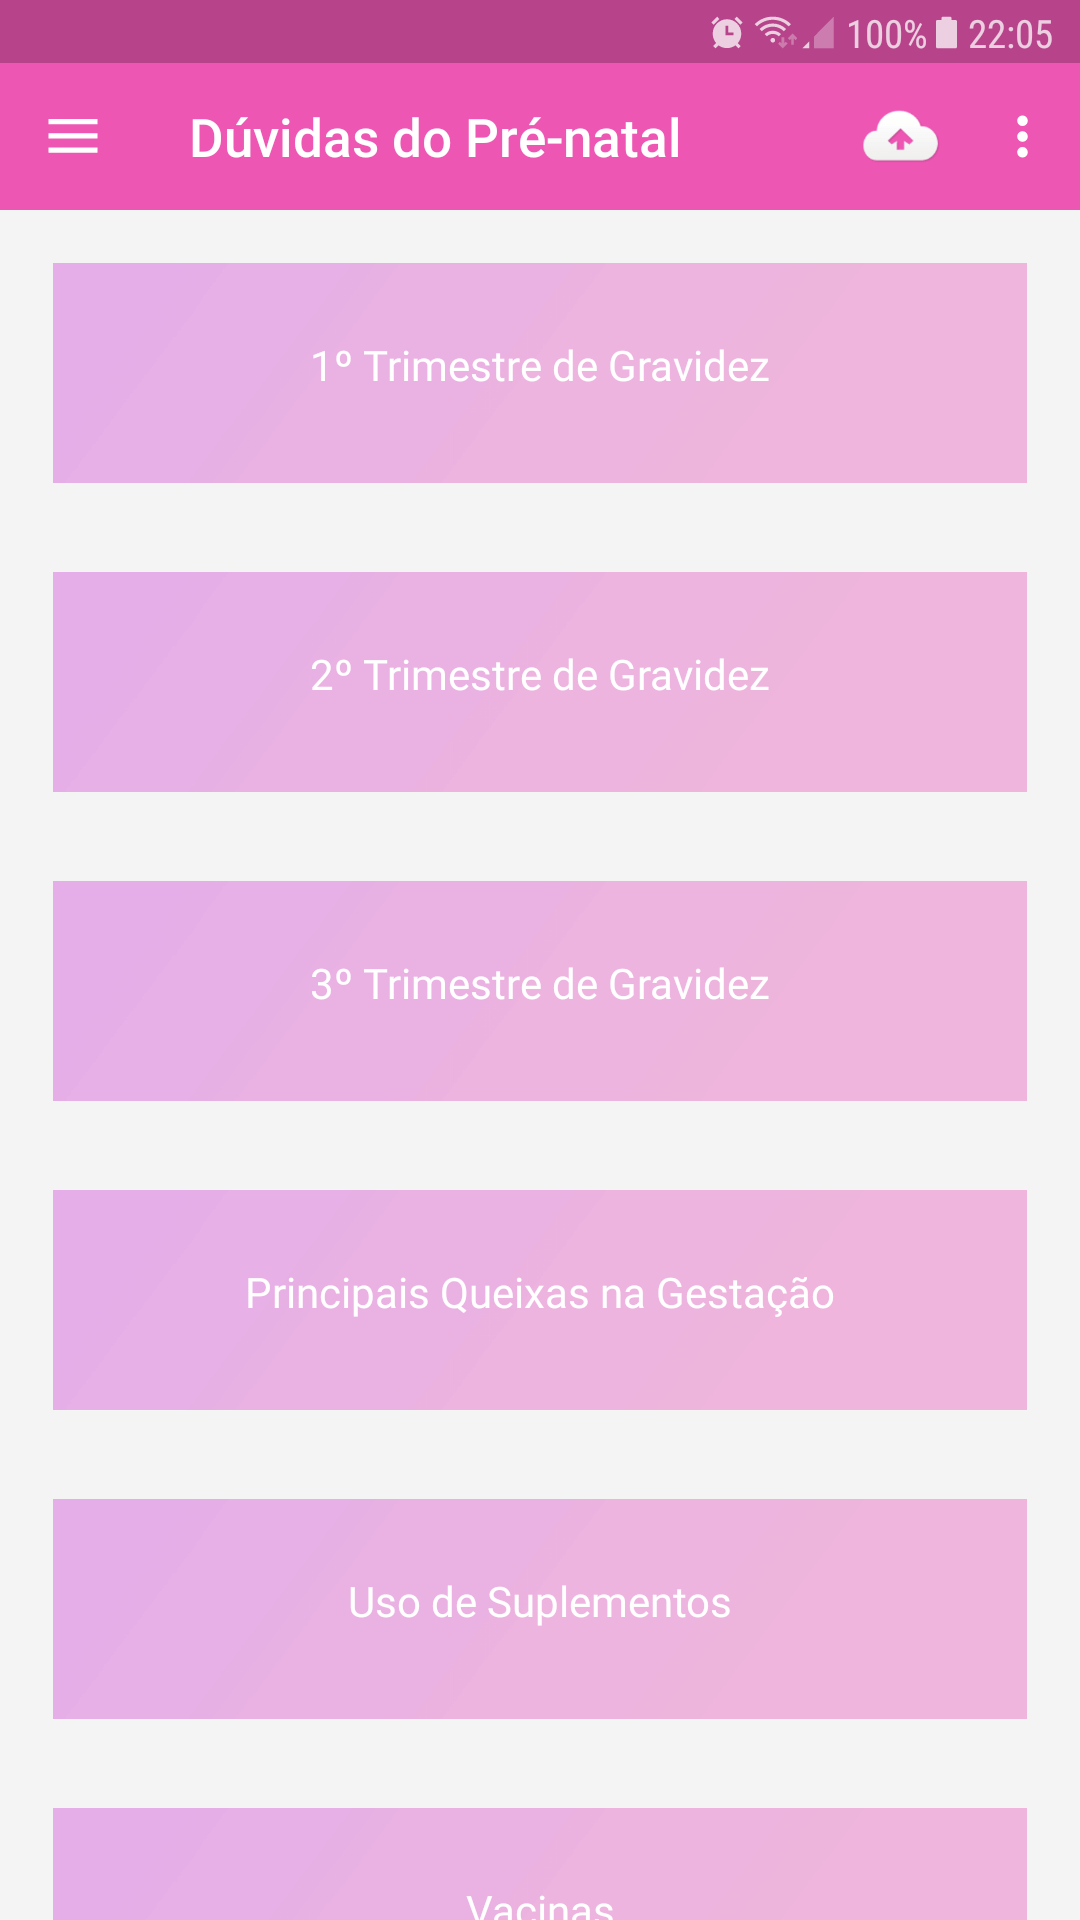 100% 22:05
Dúvidas do Pré-natal
1º Trimestre de Gravidez
2º Trimestre de Gravidez
3º Trimestre de Gravidez
Principais Queixas na Gestação
Uso de Suplementos
Vacinas